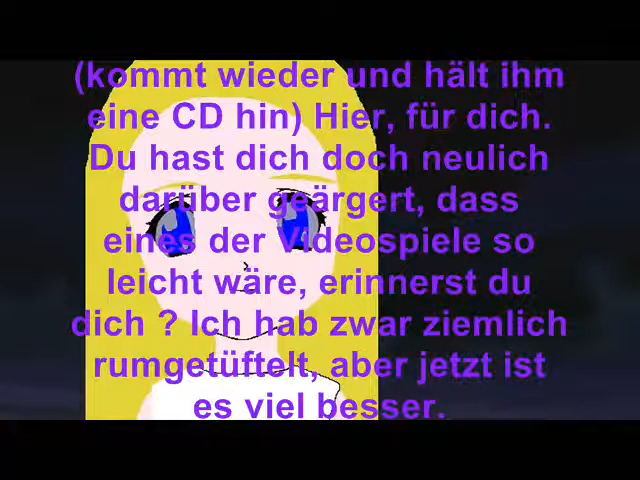 (kommt wieder und hält ihm
eine CD hin) Hier, für dich.
Du hast dich doch neulich
darüber geärgert, dass
eines der Videospiele so
leicht wäre, erinnerst du
dich ? Ich hab zwar ziemlich
rumgetüftelt, aber jetzt ist
es viel besser.